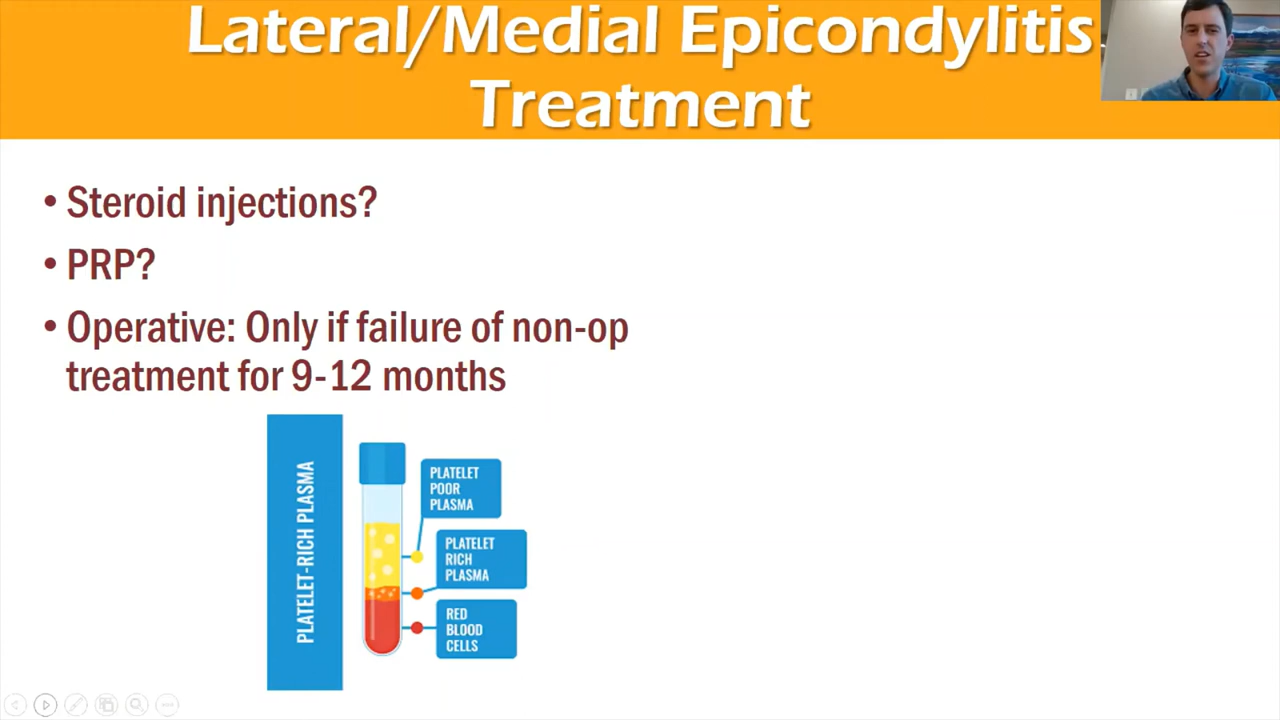 Lateral/Medial Epicondylitis
Treatment
• Steroid injections?
• PRP?
• Operative: Only if failure of non-op
treatment for 9-12 months
PLATELET-RICH PLASMA
PLATELET
POOR
PLASMA
PLATELET
RICH
PLASMA
RED
BLOOD
CELLS